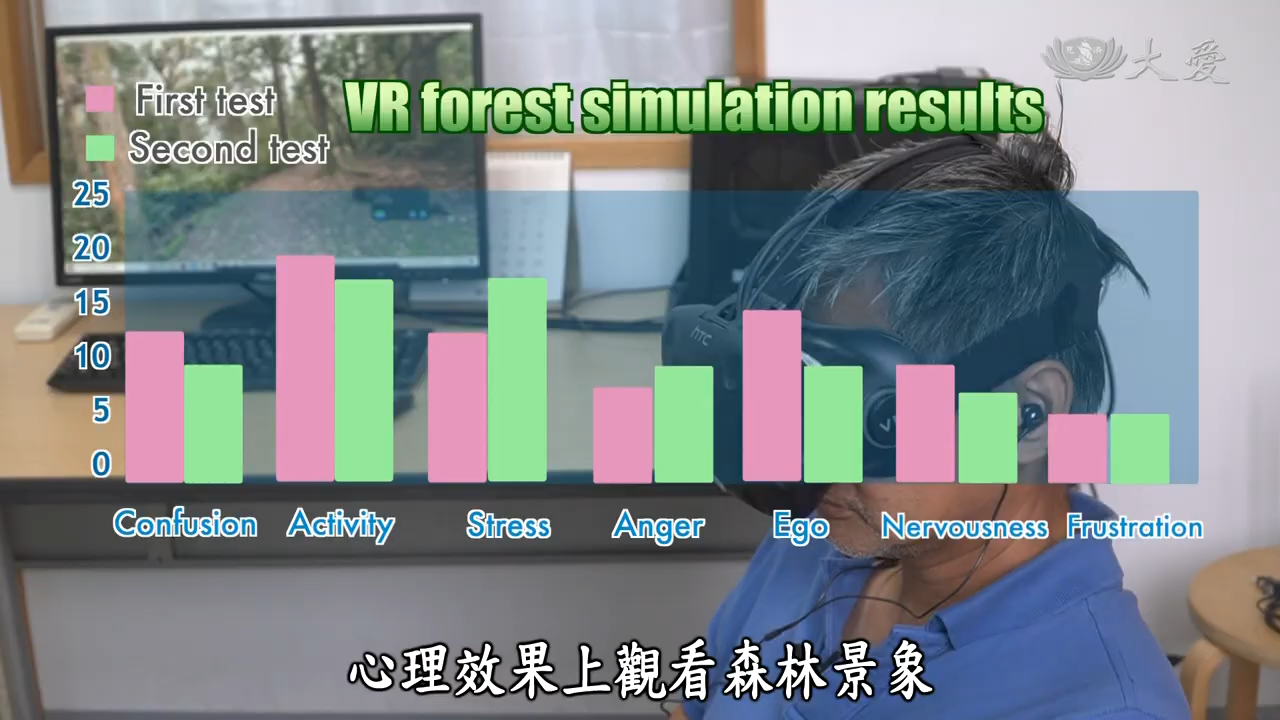 大愛
VR forest simulation results
First test
Second test
25
20
15
10
5
0
Confusion Activity Stress Anger Ego Nervousness Frustration
htc
心理效果上觀看森林景象